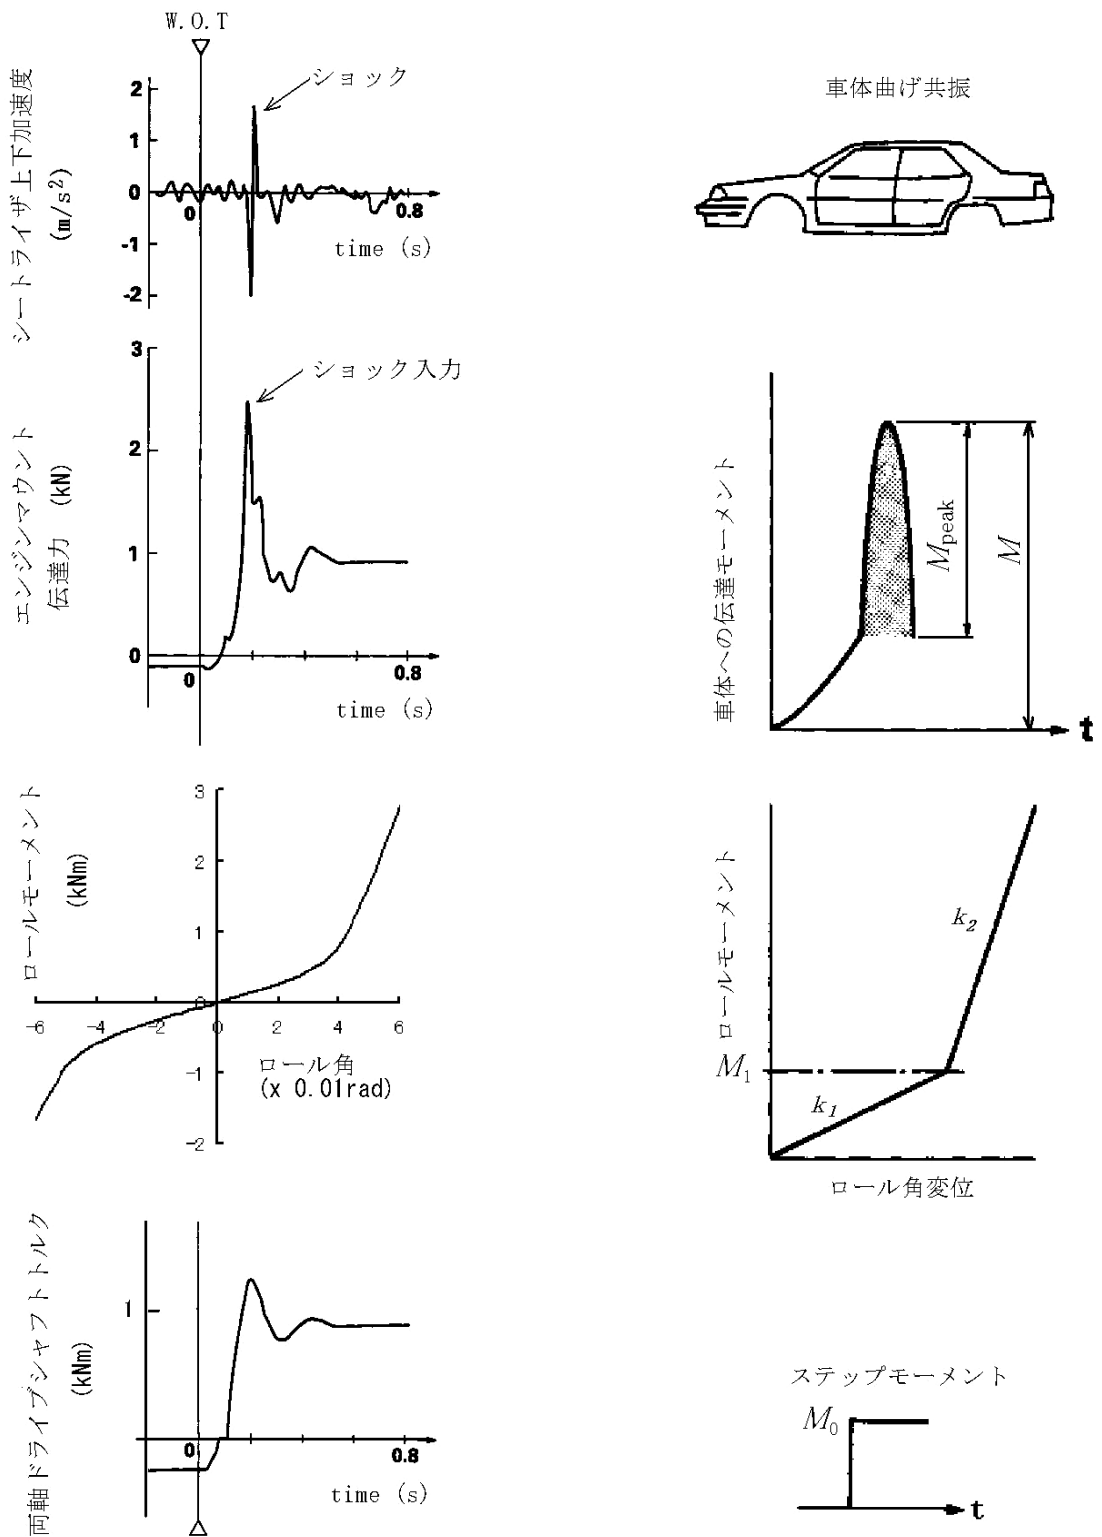 W.O.T
シートライザ上下加速度
(m/s²)
2
1
0
-1
-2
0
0.8
time (s)
ショック
車体曲げ共振
エンジンマウント
伝達力 (kN)
3
2
1
0
0
0.8
time (s)
ショック入力
車体への伝達モーメント
M_peak
M
t
ロールモーメント
(kNm)
3
2
1
0
-1
-2
-6
-4
-2
0
2
4
6
ロール角
(x 0.01rad)
ロールモーメント
M₁
k₁
k₂
ロール角変位
両軸ドライブシャフトトルク
(kNm)
1
0
0.8
time (s)
ステップモーメント
M₀
t